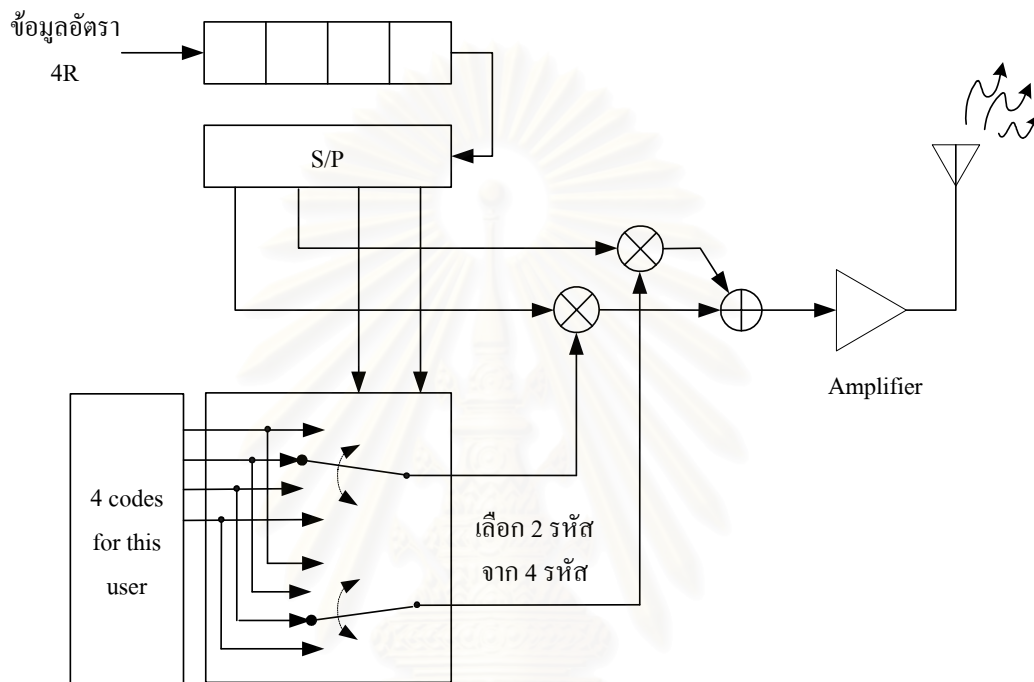 ข้อมูลอัตรา
4R
S/P
Amplifier
4 codes
for this
user
เลือก 2 รหัส
จาก 4 รหัส